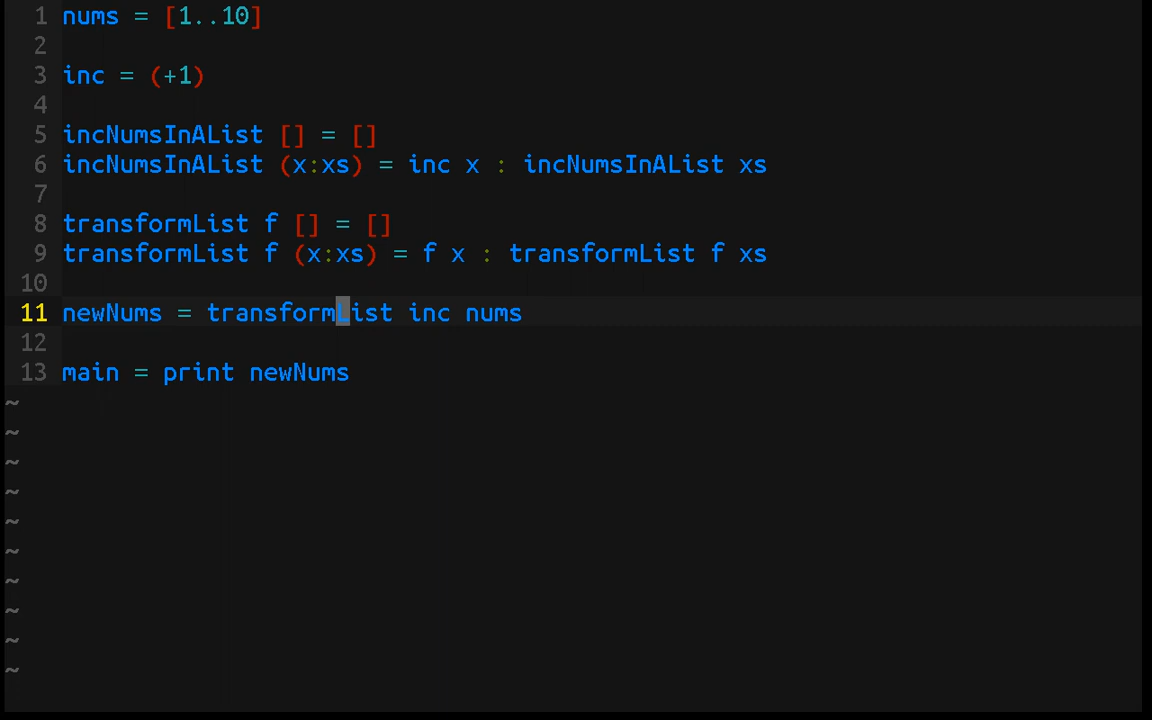 1 nums = [1..10]
2
3 inc = (+1)
4
5 incNumsInAList [] = []
6 incNumsInAList (x:xs) = inc x : incNumsInAList xs
7
8 transformList f [] = []
9 transformList f (x:xs) = f x : transformList f xs
10
11 newNums = transformList inc nums
12
13 main = print newNums
~
~
~
~
~
~
~
~
~
~